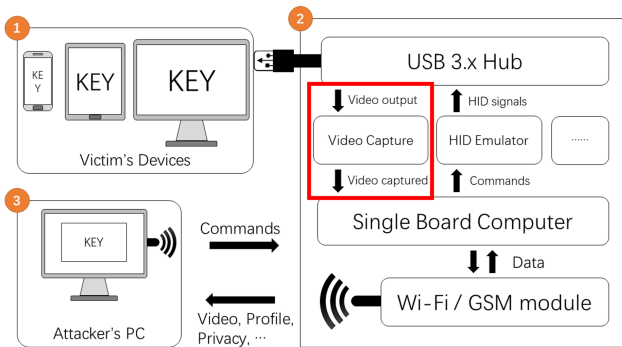 1
KE
Y
KEY
KEY
Victim's Devices
2
USB 3.x Hub
Video output
HID signals
Video Capture
HID Emulator
......
Video captured
Commands
Single Board Computer
Data
Wi-Fi / GSM module
3
KEY
Attacker's PC
Commands
Video, Profile,
Privacy, ...